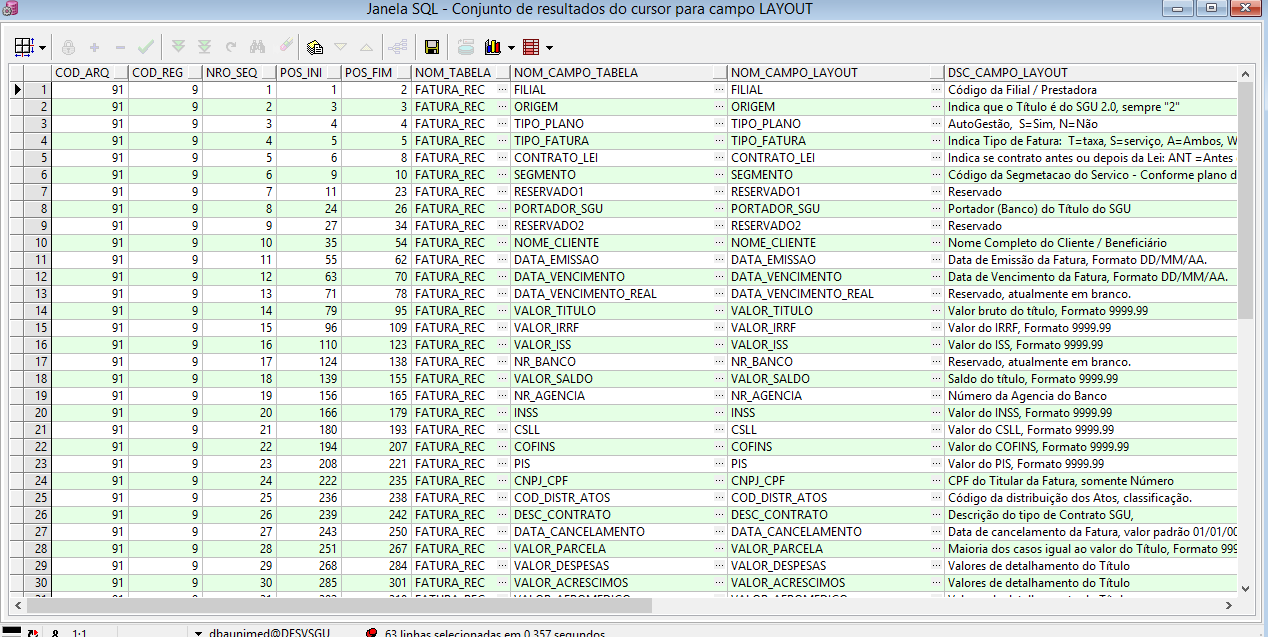 Janela SQL - Conjunto de resultados do cursor para campo LAYOUT
COD_ARQ COD_REG NRO_SEQ POS_INI POS_FIM NOM_TABELA NOM_CAMPO_TABELA NOM_CAMPO_LAYOUT DSC_CAMPO_LAYOUT
1 91 9 1 1 2 FATURA_REC ... FILIAL ... FILIAL ... Código da Filial / Prestadora
2 91 9 2 3 3 FATURA_REC ... ORIGEM ... ORIGEM ... Indica que o Título é do SGU 2.0, sempre "2"
3 91 9 3 4 4 FATURA_REC ... TIPO_PLANO ... TIPO_PLANO ... AutoGestão, S=Sim, N=Não
4 91 9 4 5 5 FATURA_REC ... TIPO_FATURA ... TIPO_FATURA ... Indica Tipo de Fatura: T=taxa, S=serviço, A=Ambos, W
5 91 9 5 6 8 FATURA_REC ... CONTRATO_LEI ... CONTRATO_LEI ... Indica se contrato antes ou depois da Lei: ANT =Antes
6 91 9 6 9 10 FATURA_REC ... SEGMENTO ... SEGMENTO ... Código da Segmetacao do Servico - Conforme plano d
7 91 9 7 11 23 FATURA_REC ... RESERVADO1 ... RESERVADO1 ... Reservado
8 91 9 8 24 26 FATURA_REC ... PORTADOR_SGU ... PORTADOR_SGU ... Portador (Banco) do Título do SGU
9 91 9 9 27 34 FATURA_REC ... RESERVADO2 ... RESERVADO2 ... Reservado
10 91 9 10 35 54 FATURA_REC ... NOME_CLIENTE ... NOME_CLIENTE ... Nome Completo do Cliente / Beneficiário
11 91 9 11 55 62 FATURA_REC ... DATA_EMISSAO ... DATA_EMISSAO ... Data de Emissão da Fatura, Formato DD/MM/AA.
12 91 9 12 63 70 FATURA_REC ... DATA_VENCIMENTO ... DATA_VENCIMENTO ... Data de Vencimento da Fatura, Formato DD/MM/AA.
13 91 9 13 71 78 FATURA_REC ... DATA_VENCIMENTO_REAL ... DATA_VENCIMENTO_REAL ... Reservado, atualmente em branco.
14 91 9 14 79 95 FATURA_REC ... VALOR_TITULO ... VALOR_TITULO ... Valor bruto do título, Formato 9999.99
15 91 9 15 96 109 FATURA_REC ... VALOR_IRRF ... VALOR_IRRF ... Valor do IRRF, Formato 9999.99
16 91 9 16 110 123 FATURA_REC ... VALOR_ISS ... VALOR_ISS ... Valor do ISS, Formato 9999.99
17 91 9 17 124 138 FATURA_REC ... NR_BANCO ... NR_BANCO ... Reservado, atualmente em branco.
18 91 9 18 139 155 FATURA_REC ... VALOR_SALDO ... VALOR_SALDO ... Saldo do título, Formato 9999.99
19 91 9 19 156 165 FATURA_REC ... NR_AGENCIA ... NR_AGENCIA ... Número da Agencia do Banco
20 91 9 20 166 179 FATURA_REC ... INSS ... INSS ... Valor do INSS, Formato 9999.99
21 91 9 21 180 193 FATURA_REC ... CSLL ... CSLL ... Valor do CSLL, Formato 9999.99
22 91 9 22 194 207 FATURA_REC ... COFINS ... COFINS ... Valor do COFINS, Formato 9999.99
23 91 9 23 208 221 FATURA_REC ... PIS ... PIS ... Valor do PIS, Formato 9999.99
24 91 9 24 222 235 FATURA_REC ... CNPJ_CPF ... CNPJ_CPF ... CPF do Titular da Fatura, somente Número
25 91 9 25 236 238 FATURA_REC ... COD_DISTR_ATOS ... COD_DISTR_ATOS ... Código da distribuição dos Atos, classificação.
26 91 9 26 239 242 FATURA_REC ... DESC_CONTRATO ... DESC_CONTRATO ... Descrição do tipo de Contrato SGU,
27 91 9 27 243 250 FATURA_REC ... DATA_CANCELAMENTO ... DATA_CANCELAMENTO ... Data de cancelamento da Fatura, valor padrão 01/01/00
28 91 9 28 251 267 FATURA_REC ... VALOR_PARCELA ... VALOR_PARCELA ... Maioria dos casos igual ao valor do Título, Formato 999
29 91 9 29 268 284 FATURA_REC ... VALOR_DESPESAS ... VALOR_DESPESAS ... Valores de detalhamento do Título
30 91 9 30 285 301 FATURA_REC ... VALOR_ACRESCIMOS ... VALOR_ACRESCIMOS ... Valores de detalhamento do Título
& 1:1 dbaunimed@DESVSGU 63 linhas selecionadas em 0,357 segundos